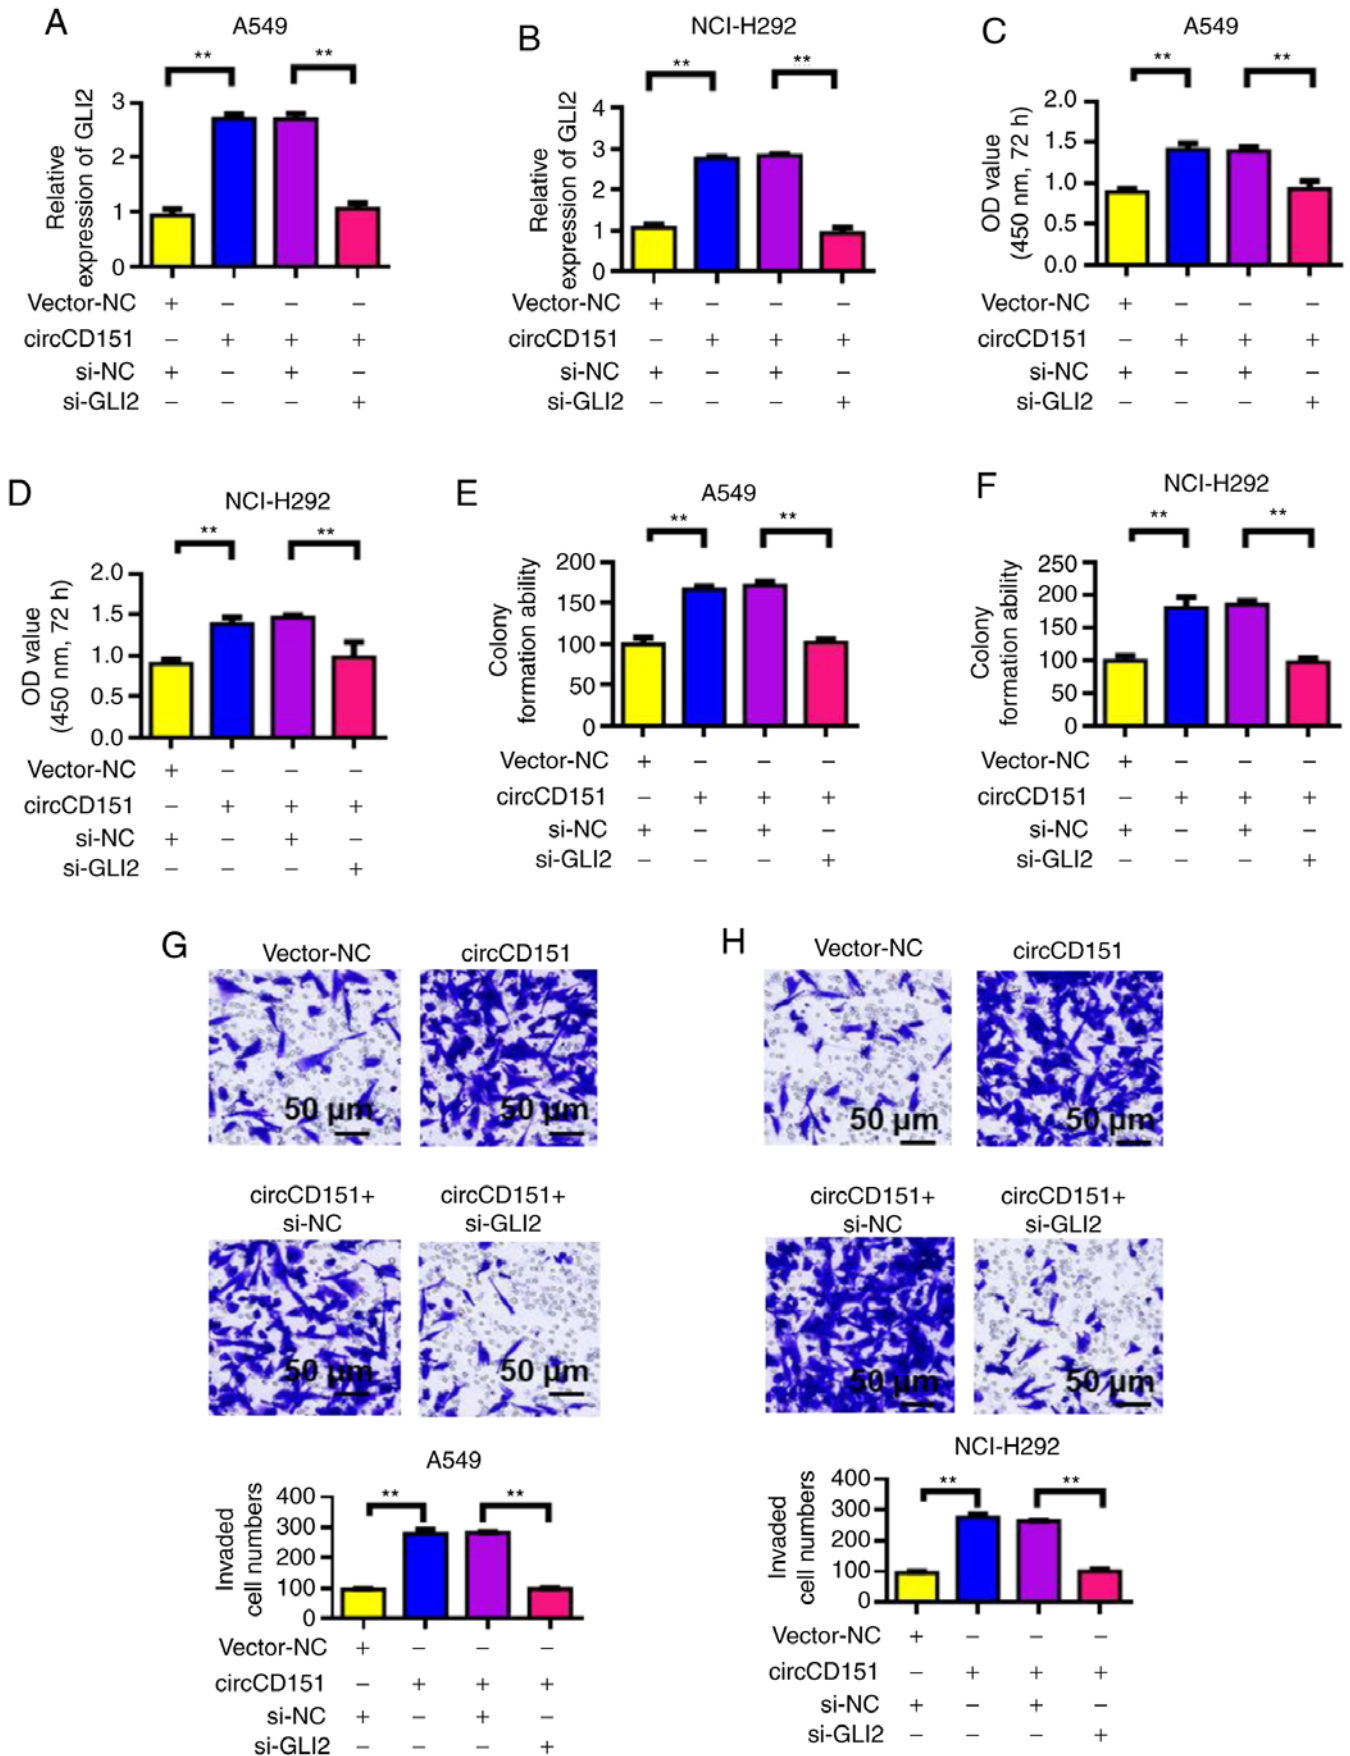 A
A549
** **
Relative
expression of GLI2
3
2
1
0
Vector-NC + − − −
circCD151 − + + +
si-NC + − + −
si-GLI2 − − − +
B
NCI-H292
** **
Relative
expression of GLI2
4
3
2
1
0
Vector-NC + − − −
circCD151 − + + +
si-NC + − + −
si-GLI2 − − − +
C
A549
** **
OD value
(450 nm, 72 h)
2.0
1.5
1.0
0.5
0.0
Vector-NC + − − −
circCD151 − + + +
si-NC + − + −
si-GLI2 − − − +
D
NCI-H292
** **
OD value
(450 nm, 72 h)
2.0
1.5
1.0
0.5
0.0
Vector-NC + − − −
circCD151 − + + +
si-NC + − + −
si-GLI2 − − − +
E
A549
** **
Colony
formation ability
200
150
100
50
0
Vector-NC + − − −
circCD151 − + + +
si-NC + − + −
si-GLI2 − − − +
F
NCI-H292
** **
Colony
formation ability
250
200
150
100
50
0
Vector-NC + − − −
circCD151 − + + +
si-NC + − + −
si-GLI2 − − − +
G
Vector-NC circCD151
50 µm 50 µm
circCD151+ circCD151+
si-NC si-GLI2
50 µm 50 µm
A549
** **
Invaded
cell numbers
400
300
200
100
0
Vector-NC + − − −
circCD151 − + + +
si-NC + − + −
si-GLI2 − − − +
H
Vector-NC circCD151
50 µm 50 µm
circCD151+ circCD151+
si-NC si-GLI2
50 µm 50 µm
NCI-H292
** **
Invaded
cell numbers
400
300
200
100
0
Vector-NC + − − −
circCD151 − + + +
si-NC + − + −
si-GLI2 − − − +